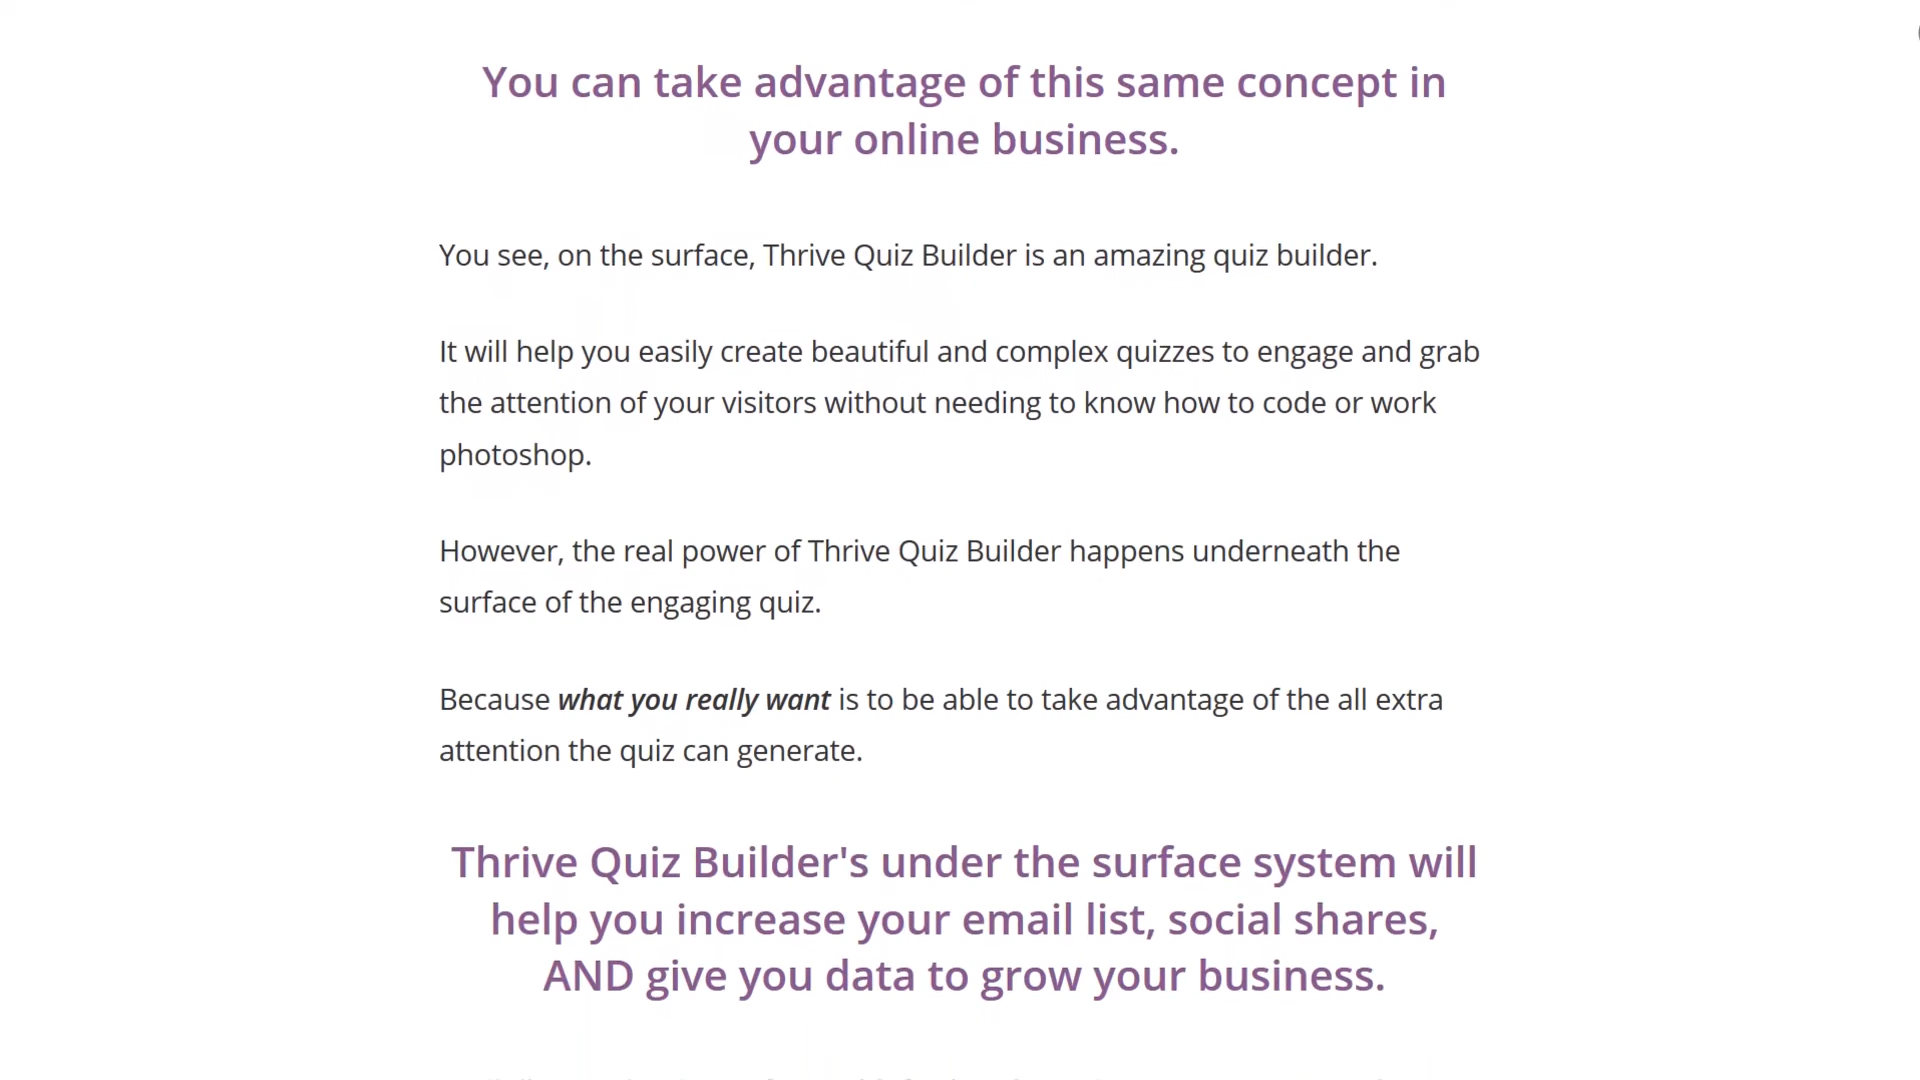 You can take advantage of this same concept in
your online business.
You see, on the surface, Thrive Quiz Builder is an amazing quiz builder.
It will help you easily create beautiful and complex quizzes to engage and grab
the attention of your visitors without needing to know how to code or work
photoshop.
However, the real power of Thrive Quiz Builder happens underneath the
surface of the engaging quiz.
Because what you really want is to be able to take advantage of the all extra
attention the quiz can generate.
Thrive Quiz Builder's under the surface system will
help you increase your email list, social shares,
AND give you data to grow your business.